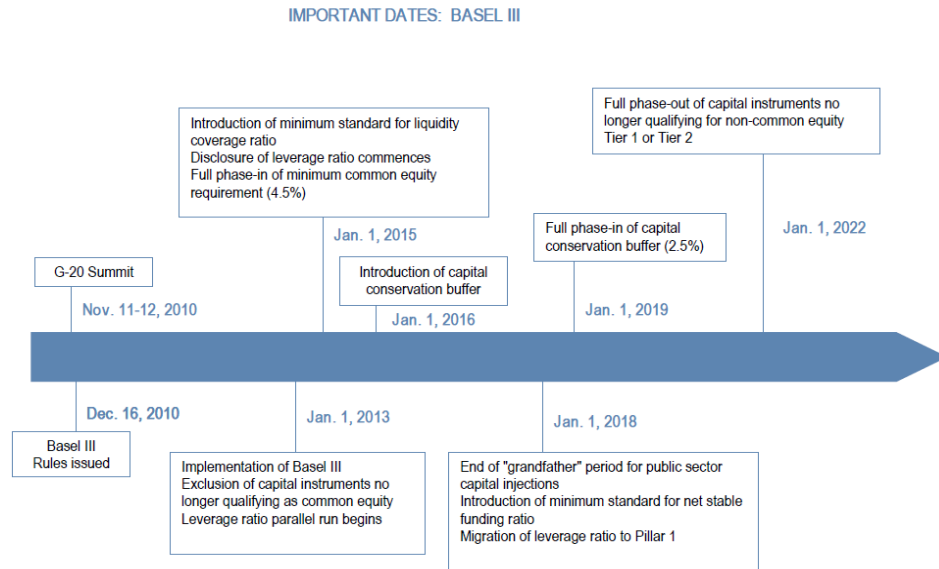 IMPORTANT DATES: BASEL III
Introduction of minimum standard for liquidity
coverage ratio
Disclosure of leverage ratio commences
Full phase-in of minimum common equity
requirement (4.5%)
Jan. 1, 2015
Full phase-out of capital instruments no
longer qualifying for non-common equity
Tier 1 or Tier 2
Jan. 1, 2022
Full phase-in of capital
conservation buffer (2.5%)
Jan. 1, 2019
G-20 Summit
Nov. 11-12, 2010
Introduction of capital
conservation buffer
Jan. 1, 2016
Dec. 16, 2010
Basel III
Rules issued
Jan. 1, 2013
Implementation of Basel III
Exclusion of capital instruments no
longer qualifying as common equity
Leverage ratio parallel run begins
Jan. 1, 2018
End of "grandfather" period for public sector
capital injections
Introduction of minimum standard for net stable
funding ratio
Migration of leverage ratio to Pillar 1